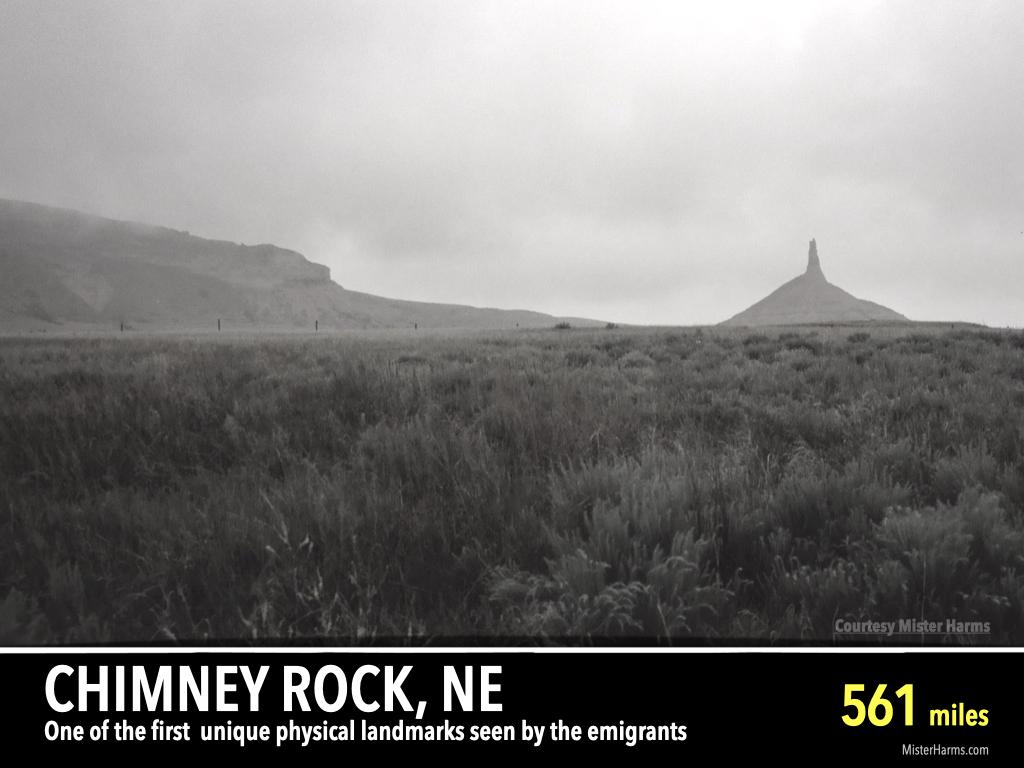 Courtesy Mister Harms
CHIMNEY ROCK, NE
One of the first  unique physical landmarks seen by the emigrants
561 miles
MisterHarms.com